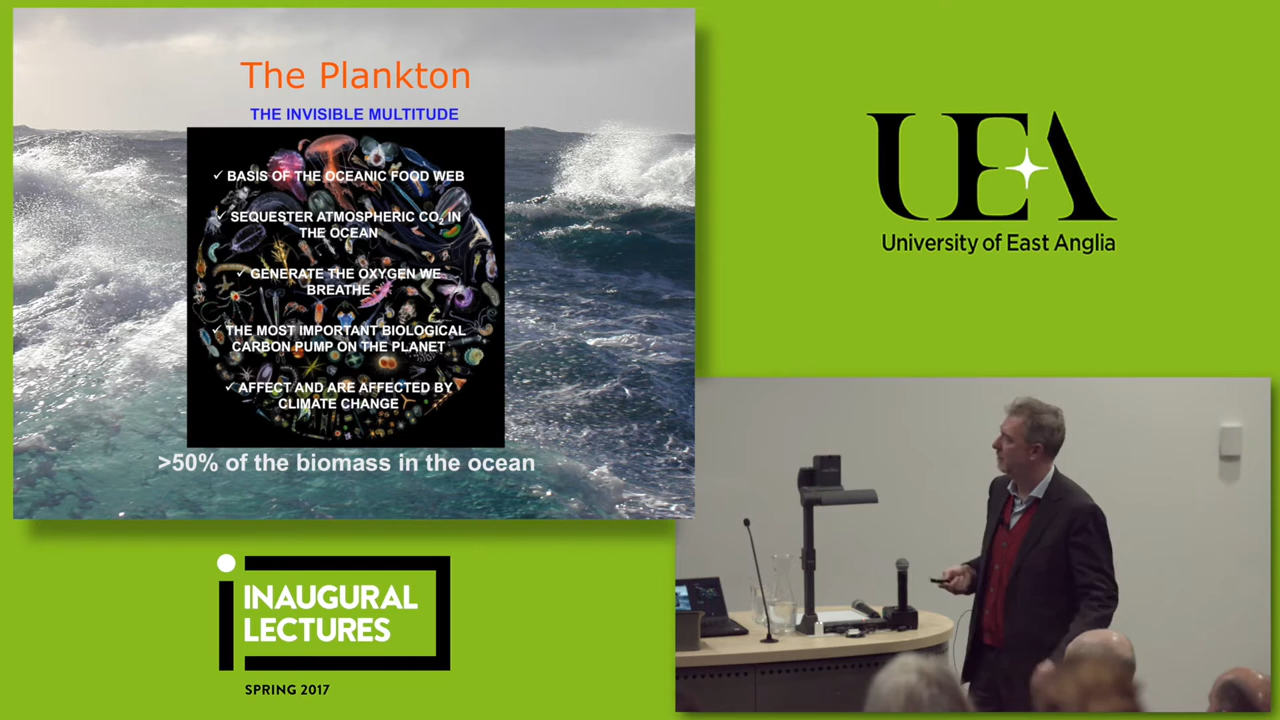 The Plankton
THE INVISIBLE MULTITUDE
✓ BASIS OF THE OCEANIC FOOD WEB
✓ SEQUESTER ATMOSPHERIC CO₂ IN
THE OCEAN
✓ GENERATE THE OXYGEN WE
BREATHE
✓ THE MOST IMPORTANT BIOLOGICAL
CARBON PUMP ON THE PLANET
✓ AFFECT AND ARE AFFECTED BY
CLIMATE CHANGE
>50% of the biomass in the ocean
UEA
University of East Anglia
INAUGURAL
LECTURES
SPRING 2017